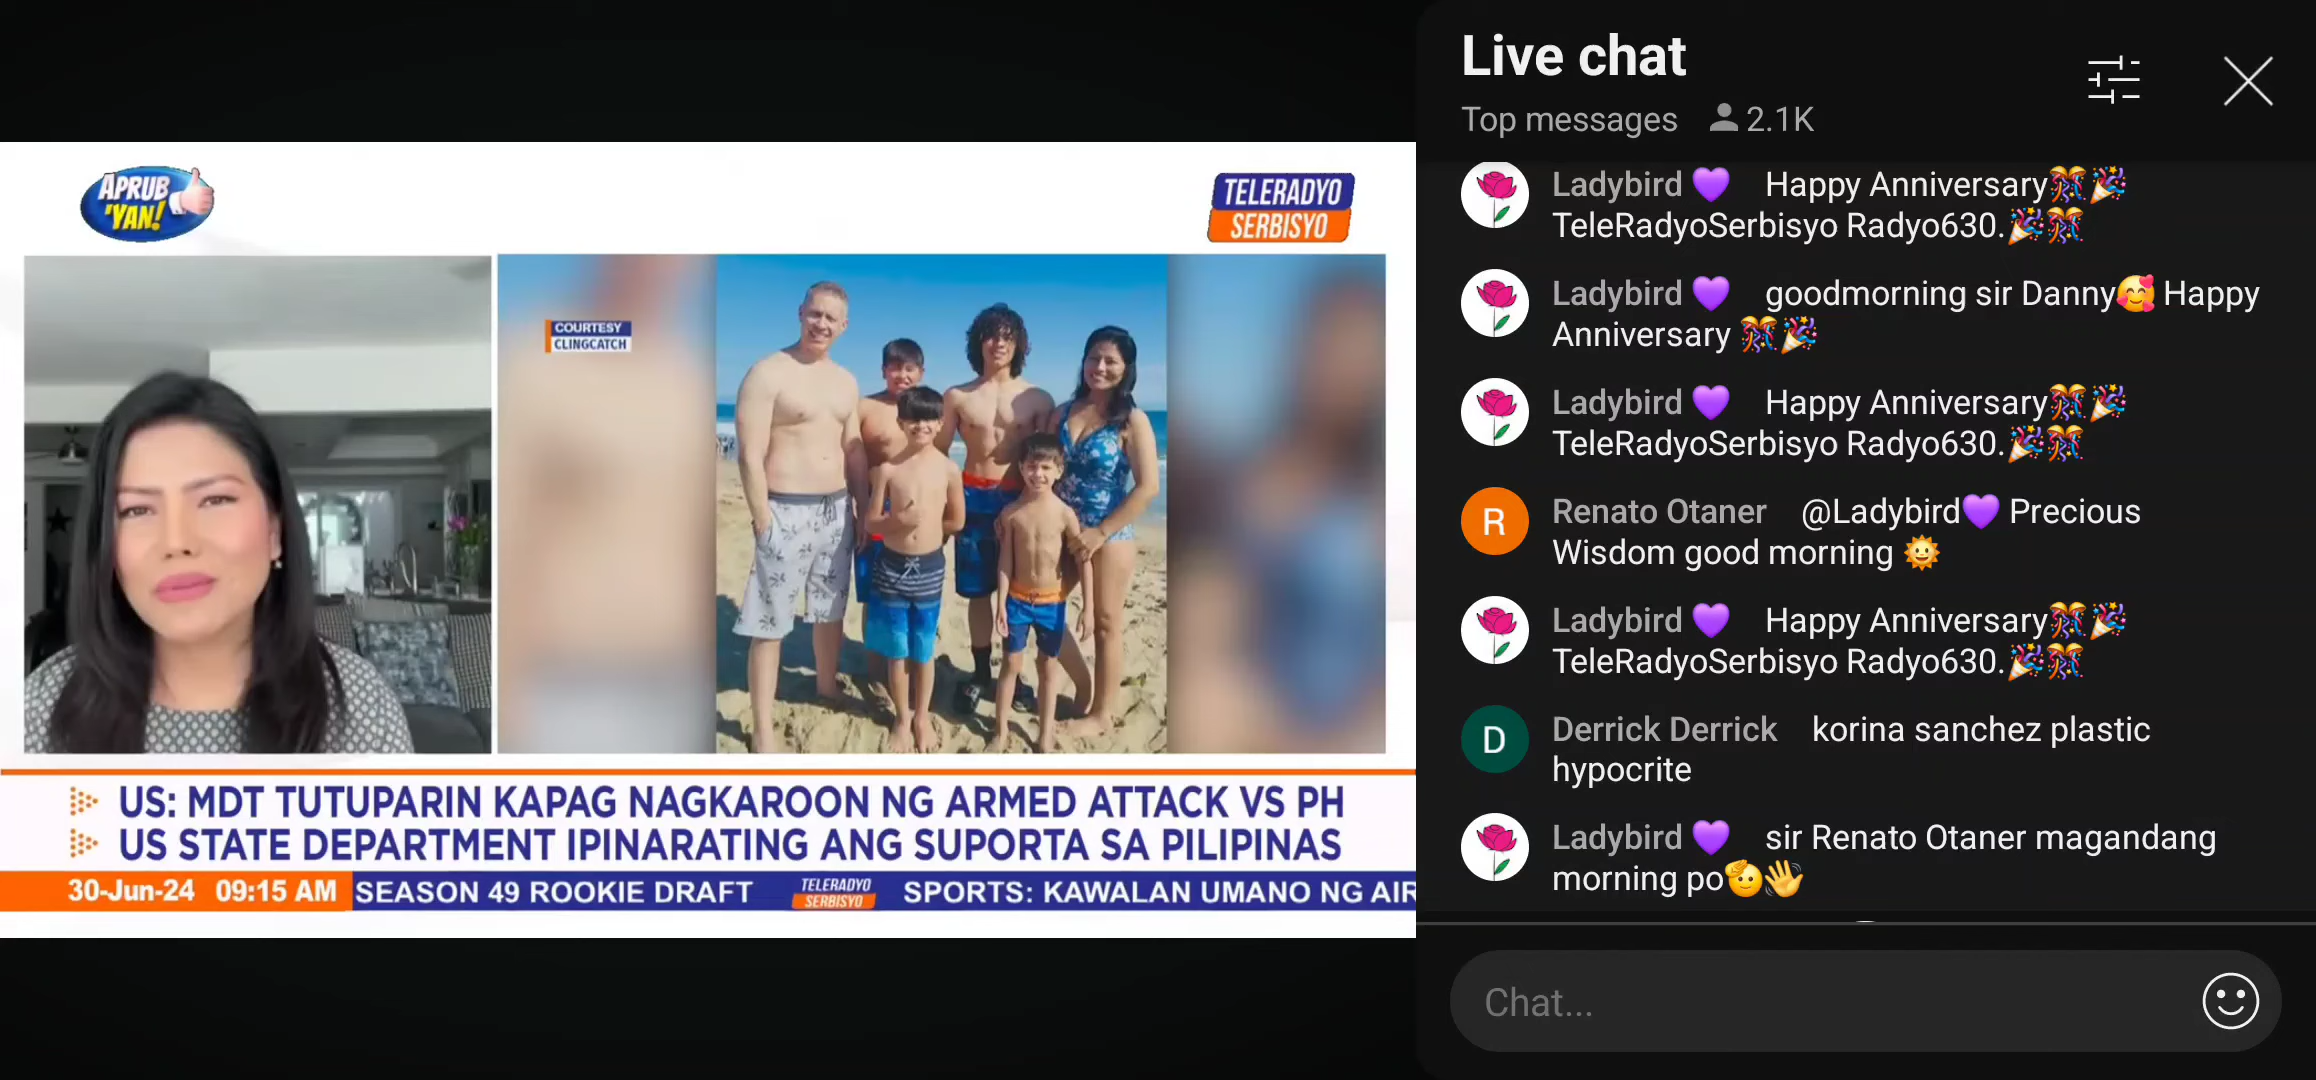 APRUB
'YAN!
TELERADYO
SERBISYO
COURTESY
CLINGCATCH
US: MDT TUTUPARIN KAPAG NAGKAROON NG ARMED ATTACK VS PH
US STATE DEPARTMENT IPINARATING ANG SUPORTA SA PILIPINAS
30-Jun-24 09:15 AM SEASON 49 ROOKIE DRAFT TELERADYO SERBISYO SPORTS: KAWALAN UMANO NG AIR
Live chat
Top messages 2.1K
Ladybird 💜 Happy Anniversary🎊🎉
TeleRadyoSerbisyo Radyo630.🎉🎊
Ladybird 💜 goodmorning sir Danny🥰 Happy
Anniversary 🎊🎉
Ladybird 💜 Happy Anniversary🎊🎉
TeleRadyoSerbisyo Radyo630.🎉🎊
R
Renato Otaner @Ladybird💜 Precious
Wisdom good morning 🌞
Ladybird 💜 Happy Anniversary🎊🎉
TeleRadyoSerbisyo Radyo630.🎉🎊
D
Derrick Derrick korina sanchez plastic
hypocrite
Ladybird 💜 sir Renato Otaner magandang
morning po🫡👋
Chat...